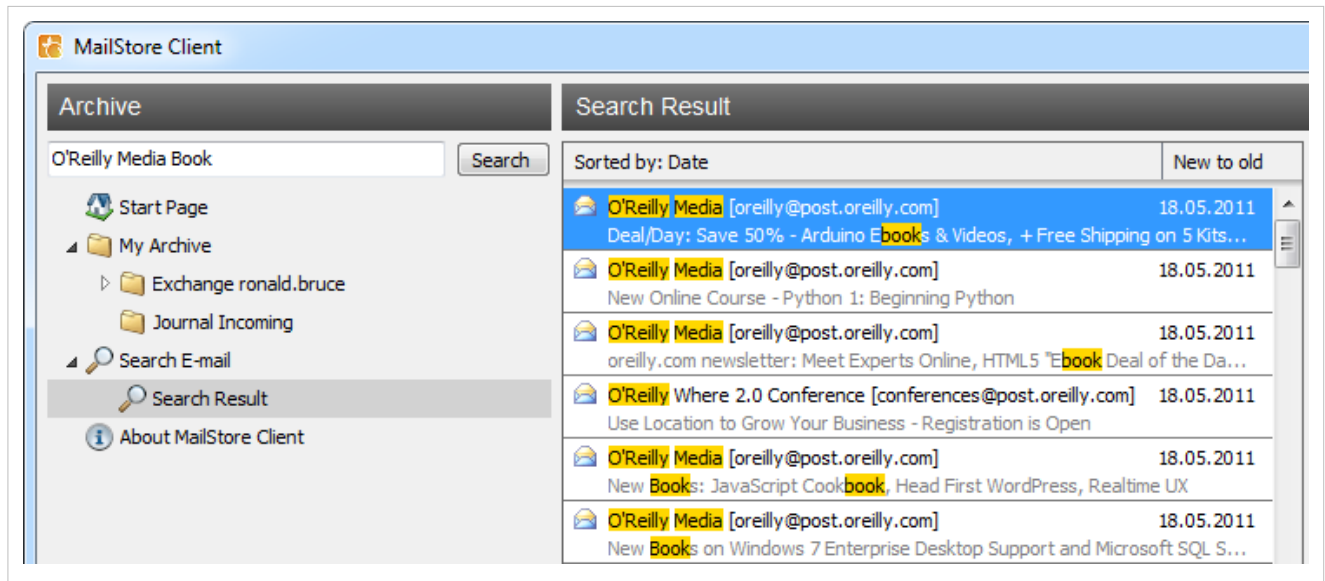 MailStore Client
Archive
O'Reilly Media Book
Search
Start Page
My Archive
Exchange ronald.bruce
Journal Incoming
Search E-mail
Search Result
About MailStore Client
Search Result
Sorted by: Date New to old
O'Reilly Media [oreilly@post.oreilly.com] 18.05.2011
Deal/Day: Save 50% - Arduino Ebooks & Videos, + Free Shipping on 5 Kits...
O'Reilly Media [oreilly@post.oreilly.com] 18.05.2011
New Online Course - Python 1: Beginning Python
O'Reilly Media [oreilly@post.oreilly.com] 18.05.2011
oreilly.com newsletter: Meet Experts Online, HTML5 "Ebook Deal of the Da...
O'Reilly Where 2.0 Conference [conferences@post.oreilly.com] 18.05.2011
Use Location to Grow Your Business - Registration is Open
O'Reilly Media [oreilly@post.oreilly.com] 18.05.2011
New Books: JavaScript Cookbook, Head First WordPress, Realtime UX
O'Reilly Media [oreilly@post.oreilly.com] 18.05.2011
New Books on Windows 7 Enterprise Desktop Support and Microsoft SQL S...